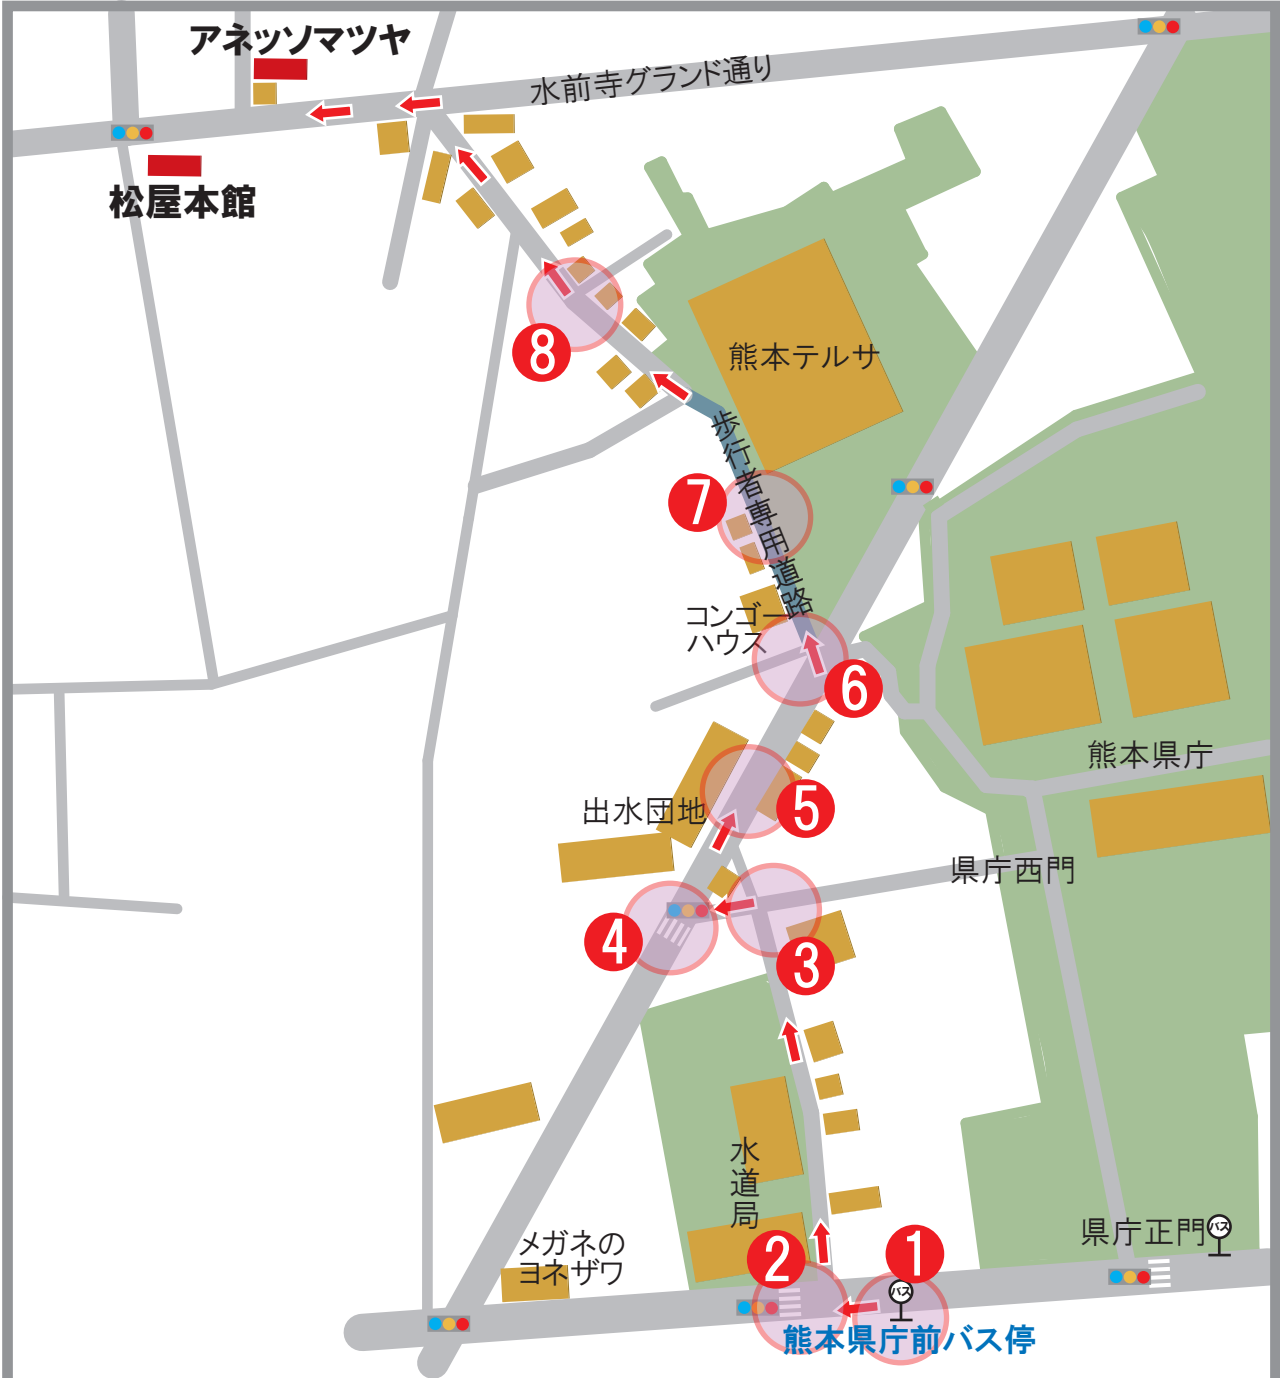 アネッソマツヤ
水前寺グランド通り
松屋本館
8
熊本テルサ
歩行者専用道路
7
コンゴー
ハウス
6
熊本県庁
出水団地
5
県庁西門
4
3
水道局
県庁正門
バス
メガネの
ヨネザワ
2
1
バス
熊本県庁前バス停